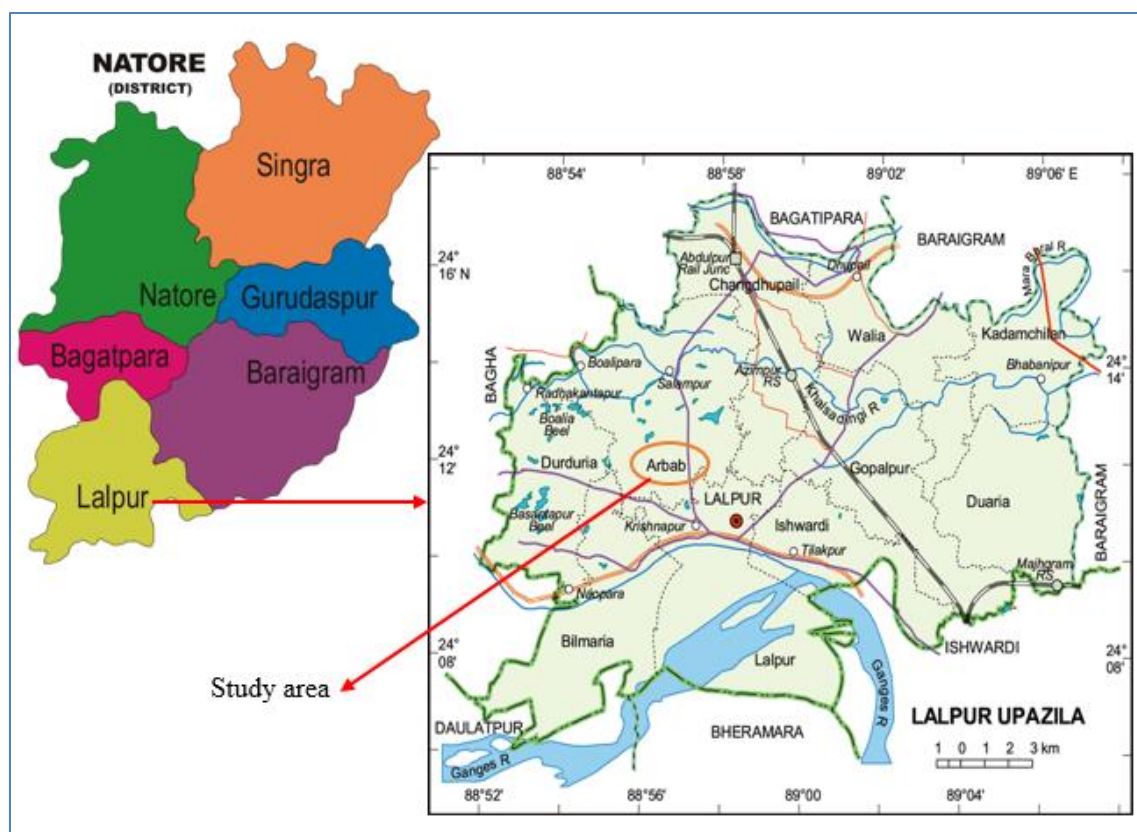 NATORE
(DISTRICT)
Singra
Natore
Gurudaspur
Bagatpara
Baraigram
Lalpur
88°54'
88°58'
89°02'
89°06' E
24°
16' N
BAGATIPARA
BARAIGRAM
Abdulpur
Rail Junc
Dhupail
Changdhupail
Mara Baral R
Walia
Kadamchilan
Bhabanipur
24°
14'
BAGHA
Boalipara
Salampur
Azimpur
RS
Radhakantapur
Khalsadingi R
Boalia
Beel
24°
12'
Durduria
Arbab
Gopalpur
LALPUR
Duaria
Basantapur
Beel
Krishnapur
Ishwardi
Tilakpur
BARAIGRAM
Majhgram
RS
Naopara
24°
08'
Bilmaria
Lalpur
Ganges R
ISHWARDI
24°
08'
Study area
DAULATPUR
Ganges R
BHERAMARA
LALPUR UPAZILA
1 0 1 2 3 km
88°52'
88°56'
89°00'
89°04'